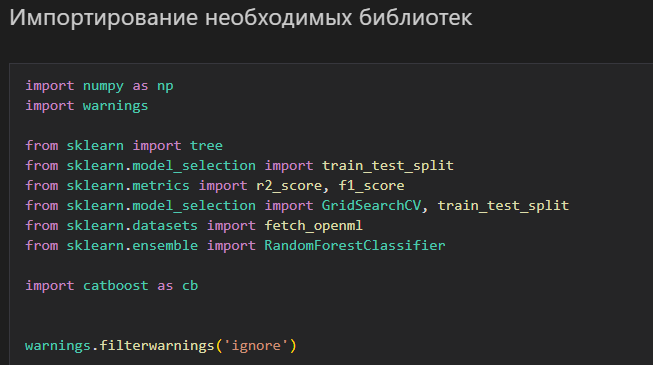 Импортирование необходимых библиотек
import numpy as np
import warnings
from sklearn import tree
from sklearn.model_selection import train_test_split
from sklearn.metrics import r2_score, f1_score
from sklearn.model_selection import GridSearchCV, train_test_split
from sklearn.datasets import fetch_openml
from sklearn.ensemble import RandomForestClassifier
import catboost as cb
warnings.filterwarnings('ignore')